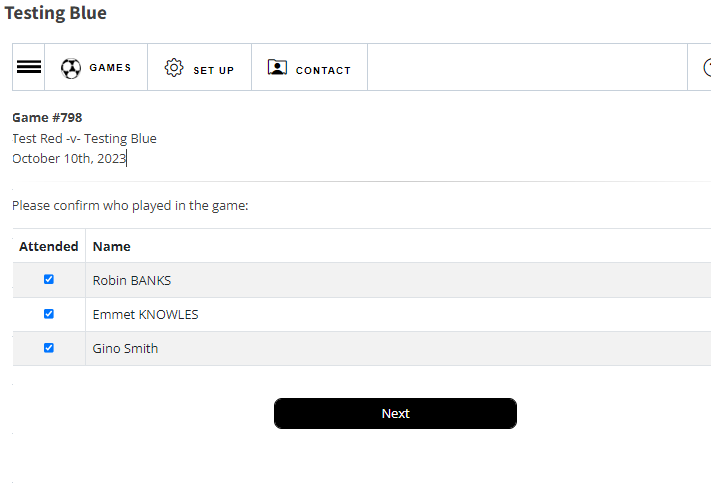 Testing Blue
GAMES SET UP CONTACT
Game #798
Test Red -v- Testing Blue
October 10th, 2023
Please confirm who played in the game:
Attended Name
Robin BANKS
Emmet KNOWLES
Gino Smith
Next